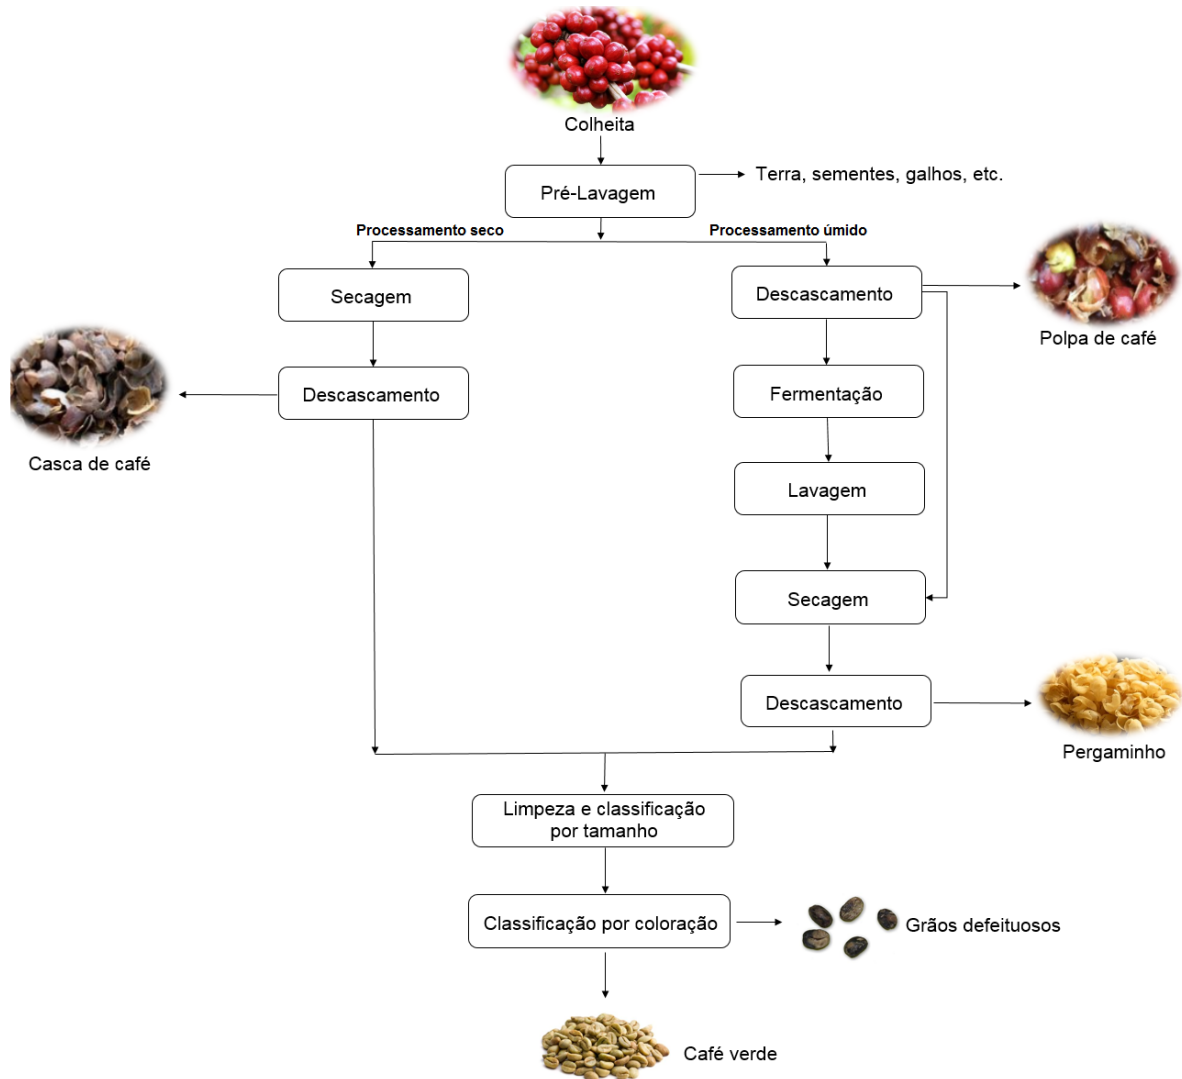 Colheita
Pré-Lavagem
Terra, sementes, galhos, etc.
Processamento seco
Processamento úmido
Secagem
Descascamento
Polpa de café
Descascamento
Fermentação
Casca de café
Lavagem
Secagem
Descascamento
Pergaminho
Limpeza e classificação
por tamanho
Classificação por coloração
Grãos defeituosos
Café verde